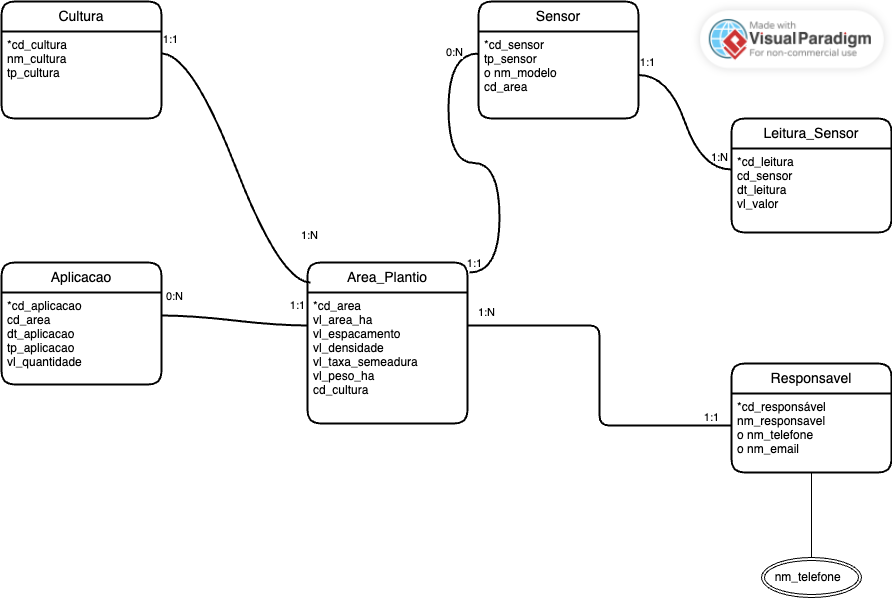 Cultura
*cd_cultura
nm_cultura
tp_cultura
1:1
Sensor
*cd_sensor
tp_sensor
o nm_modelo
cd_area
0:N
1:1
Made with
VisualParadigm
For non-commercial use
Leitura_Sensor
*cd_leitura
cd_sensor
dt_leitura
vl_valor
1:N
1:N
1:1
Aplicacao
*cd_aplicacao
cd_area
dt_aplicacao
tp_aplicacao
vl_quantidade
0:N
1:1
Area_Plantio
*cd_area
vl_area_ha
vl_espacamento
vl_densidade
vl_taxa_semeadura
vl_peso_ha
cd_cultura
1:N
1:1
Responsavel
*cd_responsável
nm_responsavel
o nm_telefone
o nm_email
nm_telefone